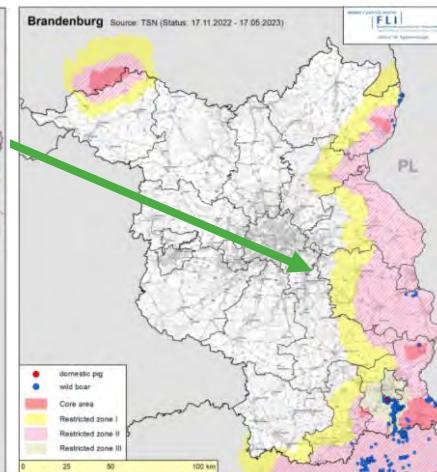 Brandenburg Source: TSN (Status: 17.11.2022 - 17.05.2023)
FLI
PL
domestic pig
wild boar
Core area
Restricted zone I
Restricted zone II
Restricted zone III
0 25 50 100 km